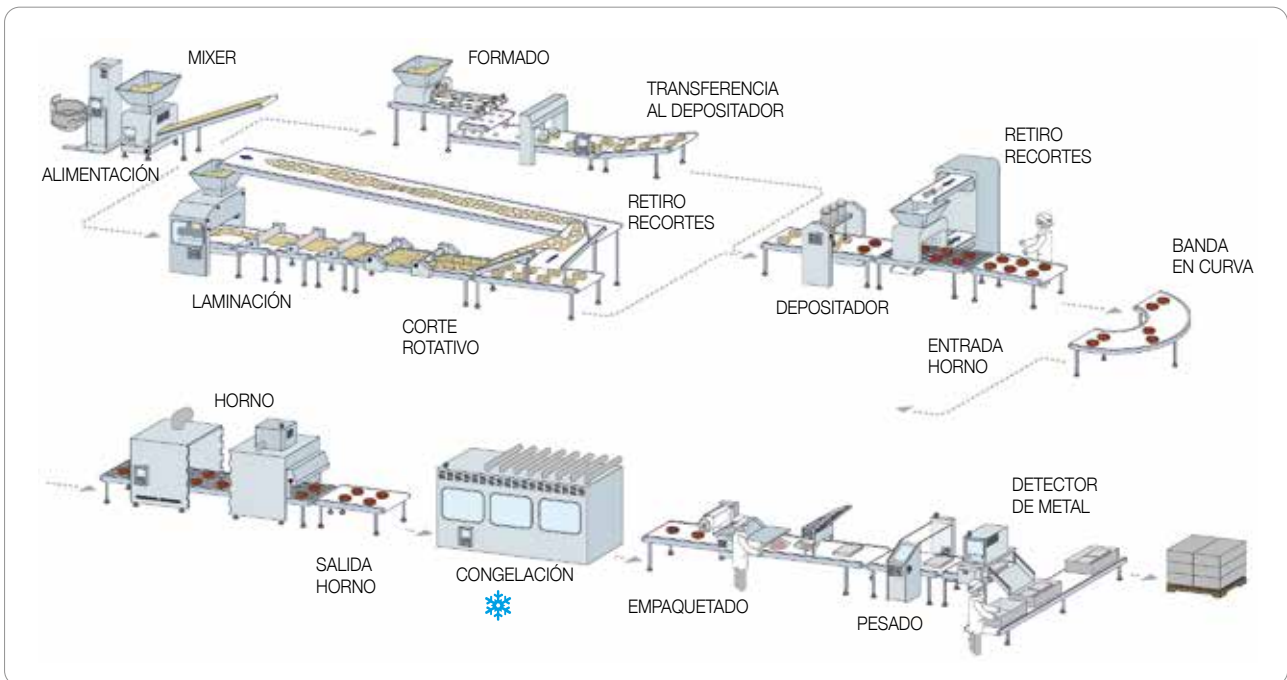 MIXER
FORMADO
TRANSFERENCIA
AL DEPOSITADOR
ALIMENTACIÓN
RETIRO
RECORTES
RETIRO
RECORTES
LAMINACIÓN
CORTE
ROTATIVO
DEPOSITADOR
BANDA
EN CURVA
ENTRADA
HORNO
HORNO
SALIDA
HORNO
CONGELACIÓN
EMPAQUETADO
PESADO
DETECTOR
DE METAL